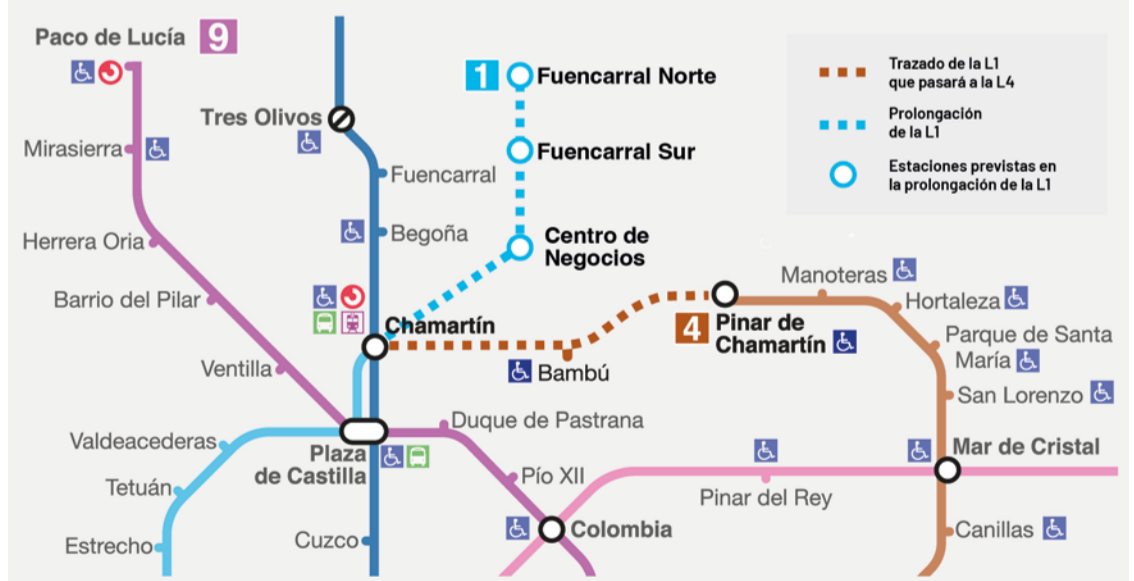 Paco de Lucía 9
Mirasierra
Herrera Oria
Barrio del Pilar
Ventilla
Valdeacederas
Tetuán
Estrecho
Tres Olivos
Fuencarral
Begoña
Chamartín
Plaza
de Castilla
Cuzco
1 Fuencarral Norte
Fuencarral Sur
Centro de
Negocios
Bambú
4 Pinar de
Chamartín
Duque de Pastrana
Pío XII
Colombia
Pinar del Rey
Manoteras
Hortaleza
Parque de Santa
María
San Lorenzo
Mar de Cristal
Canillas
Trazado de la L1
que pasará a la L4
Prolongación
de la L1
Estaciones previstas en
la prolongación de la L1